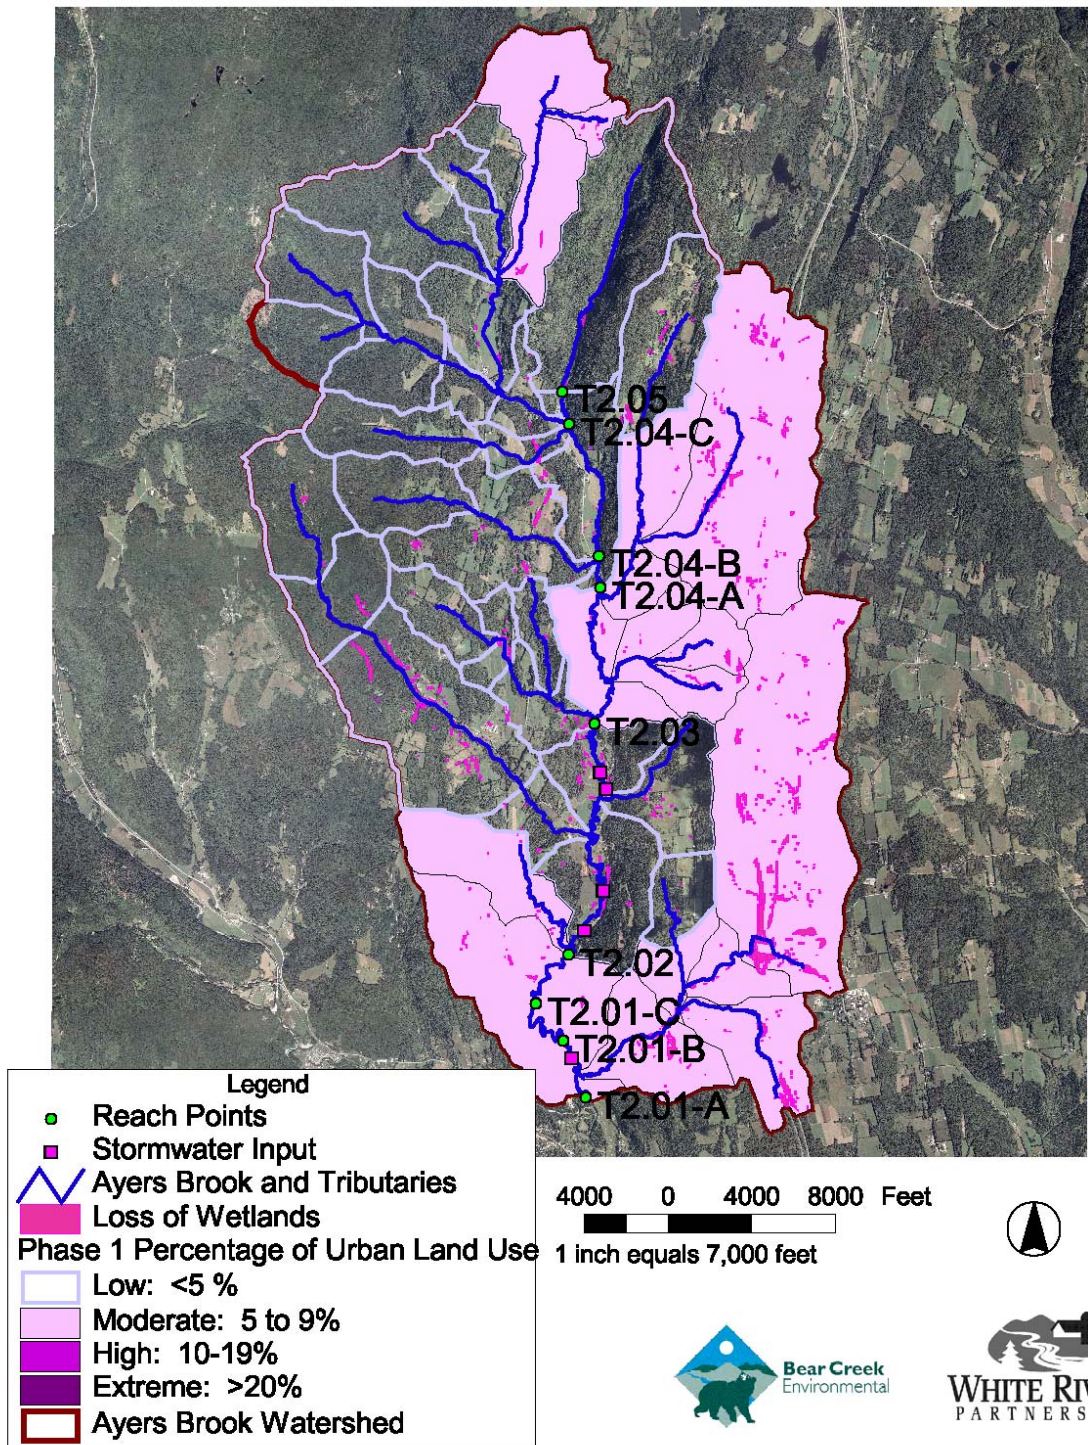 T2.05
T2.04-C
T2.04-B
T2.04-A
T2.03
T2.02
T2.01-C
T2.01-B
T2.01-A
Legend
Reach Points
Stormwater Input
Ayers Brook and Tributaries
Loss of Wetlands
Phase 1 Percentage of Urban Land Use
Low: <5 %
Moderate: 5 to 9%
High: 10-19%
Extreme: >20%
Ayers Brook Watershed
4000 0 4000 8000 Feet
1 inch equals 7,000 feet
Bear Creek
Environmental
WHITE RIV
PARTNERS